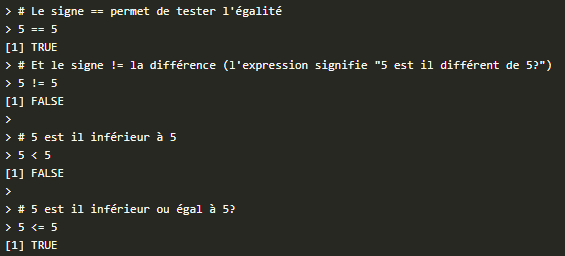 > # Le signe == permet de tester l'égalité
> 5 == 5
[1] TRUE
> # Et le signe != la différence (l'expression signifie "5 est il différent de 5?")
> 5 != 5
[1] FALSE
>
> # 5 est il inférieur à 5
> 5 < 5
[1] FALSE
>
> # 5 est il inférieur ou égal à 5?
> 5 <= 5
[1] TRUE